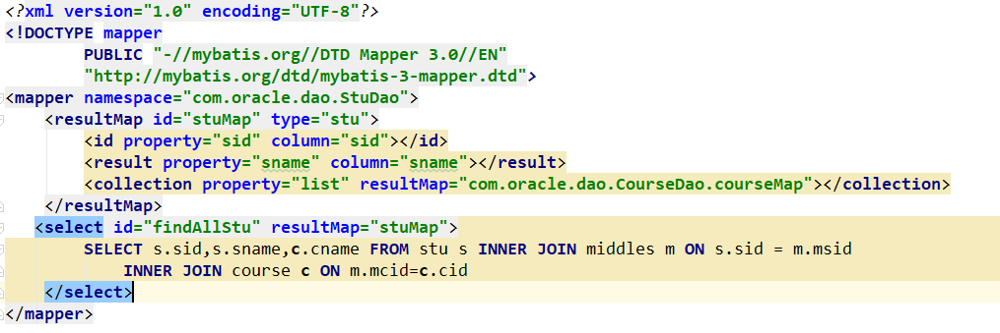 <?xml version="1.0" encoding="UTF-8"?>
<!DOCTYPE mapper
PUBLIC "-//mybatis.org//DTD Mapper 3.0//EN"
"http://mybatis.org/dtd/mybatis-3-mapper.dtd">
<mapper namespace="com.oracle.dao.StuDao">
<resultMap id="stuMap" type="stu">
<id property="sid" column="sid"></id>
<result property="sname" column="sname"></result>
<collection property="list" resultMap="com.oracle.dao.CourseDao.courseMap"></collection>
</resultMap>
<select id="findAllStu" resultMap="stuMap">
SELECT s.sid,s.sname,c.cname FROM stu s INNER JOIN middles m ON s.sid = m.msid
INNER JOIN course c ON m.mcid=c.cid
</select>
</mapper>